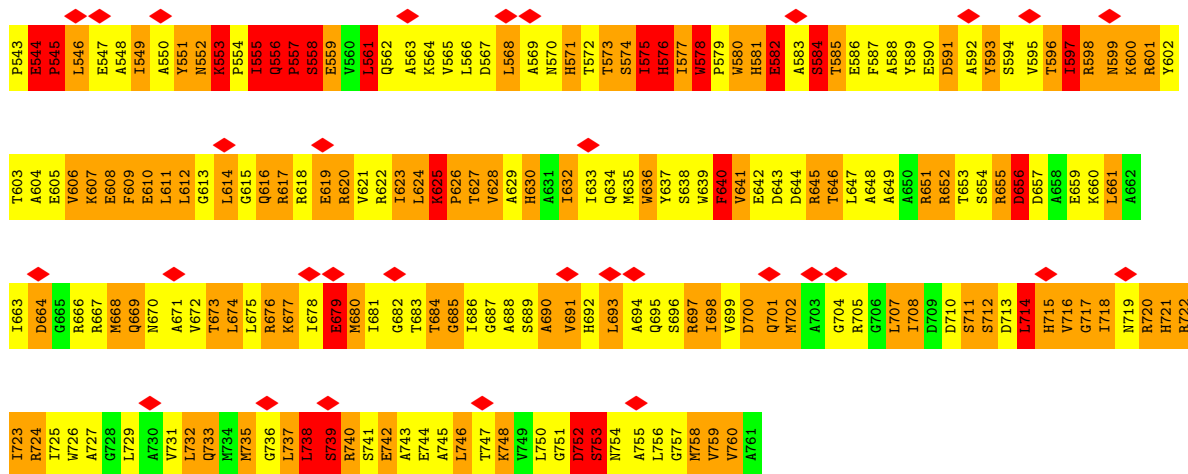 P543 E544 P545 L546 E547 A548 I549 A550 Y551 N552 K553 P554 I555 Q556 P557 S558 E559 V560 L561 Q562 A563 K564 V565 L566 D567 L568 A569 N570 H571 T572 T573 S574 I575 H576 I577 W578 P579 W580 H581 E582 A583 S584 T585 E586 F587 A588 Y589 E590 D591 A592 Y593 S594 V595 T596 I597 R598 N599 K600 R601 Y602
T603 A604 E605 V606 K607 E608 F609 E610 L611 L612 G613 L614 G615 Q616 R617 R618 E619 R620 V621 R622 I623 L624 K625 P626 T627 V628 A629 H630 A631 I632 I633 Q634 M635 W636 Y637 S638 W639 F640 V641 E642 D643 D644 R645 T646 L647 A648 A649 A650 R651 R652 T653 S654 R655 D656 D657 A658 E659 K660 L661 A662
I663 D664 G665 R666 R667 M668 Q669 N670 A671 V672 T673 L674 L675 R676 K677 I678 E679 M680 I681 G682 T683 T684 G685 I686 G687 A688 S689 A690 V691 H692 L693 A694 Q695 S696 R697 I698 V699 D700 Q701 M702 A703 G704 R705 G706 L707 I708 D709 D710 S711 S712 D713 L714 H715 V716 G717 I718 N719 R720 H721 R722
I723 R724 I725 W726 A727 G728 L729 A730 V731 L732 Q733 M734 M735 G736 L737 L738 S739 R740 S741 E742 A743 E744 A745 L746 T747 K748 V749 L750 G751 D752 S753 N754 A755 L756 G757 M758 V759 V760 A761